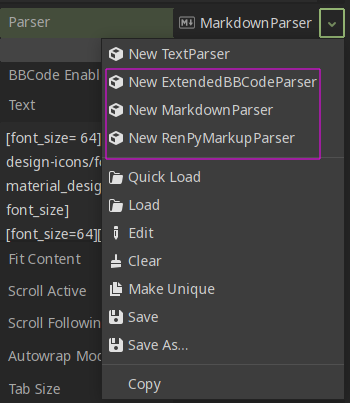 Parser
MarkdownParser
New TextParser
New ExtendedBBCodeParser
New MarkdownParser
New RenPyMarkupParser
Quick Load
Load
Edit
Clear
Make Unique
Save
Save As...
Copy
BBCode Enabl
Text
[font_size= 64]
design-icons/fo
material_desig
font_size]
[font_size=64][
Fit Content
Scroll Active
Scroll Followin
Autowrap Mod
Tab Size